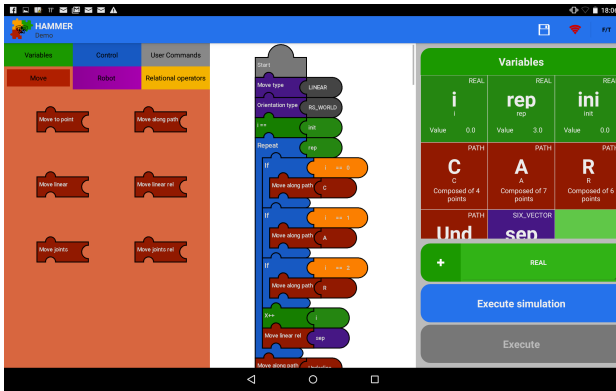 18:00
HAMMER
Demo
F/T
Variables
Control
User Commands
Move
Robot
Relational operators
Move to point
Move along path
Move linear
Move linear rel
Move joints
Move joints rel
Start
Move type
LINEAR
Orientation type
RS_WORLD
i ==
init
Repeat
rep
If
i == 0
Move along path
C
If
i == 1
Move along path
A
If
i == 2
Move along path
R
X++
i
Move linear rel
sep
Move along path
Underline
Variables
REAL
i
i
Value 0.0
REAL
rep
rep
Value 3.0
REAL
ini
init
Value 0.0
PATH
C
C
Composed of 4
points
PATH
A
A
Composed of 7
points
PATH
R
R
Composed of 6
points
PATH
Und
SIX_VECTOR
sep
+
REAL
Execute simulation
Execute